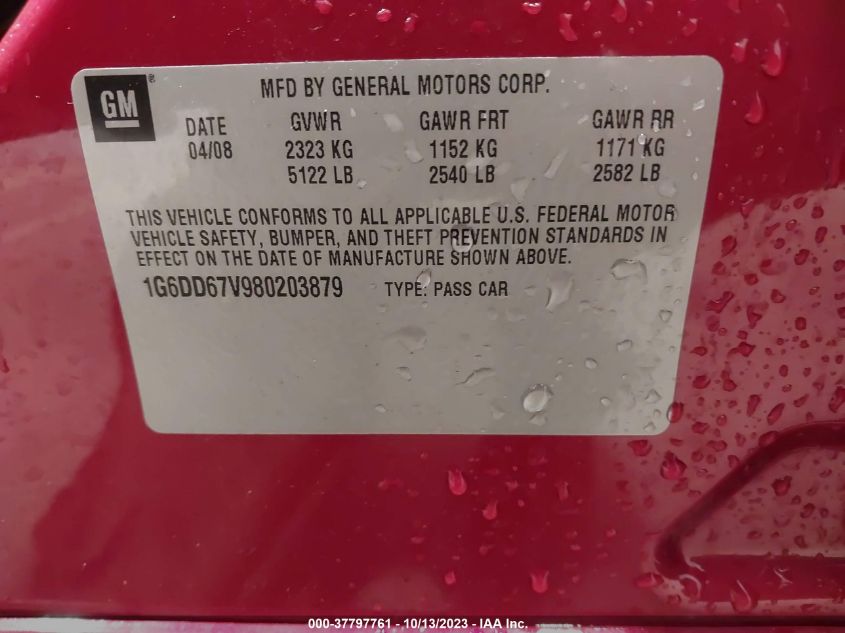 GM ®
MFD BY GENERAL MOTORS CORP.
DATE GVWR GAWR FRT GAWR RR
04/08 2323 KG 1152 KG 1171 KG
5122 LB 2540 LB 2582 LB
THIS VEHICLE CONFORMS TO ALL APPLICABLE U.S. FEDERAL MOTOR
VEHICLE SAFETY, BUMPER, AND THEFT PREVENTION STANDARDS IN
EFFECT ON THE DATE OF MANUFACTURE SHOWN ABOVE.
1G6DD67V980203879 TYPE: PASS CAR
000-37797761 - 10/13/2023 - IAA Inc.